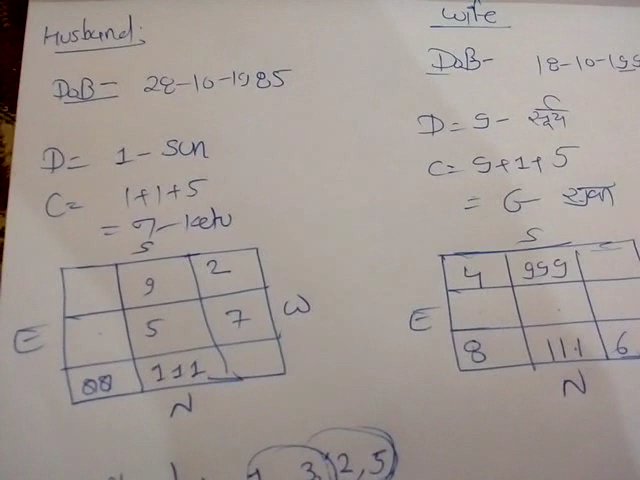 Husband:
DoB- 28-10-1985
D= 1- Sun
C= 1+1+5
= 7- Ketu
S
9 2
E 5 7 W
88 111
N
Wife
DoB- 18-10-199
D= 9-
C= 9+1+5
= 6-
S
4 999
E
8 111 6
N
3 2,5